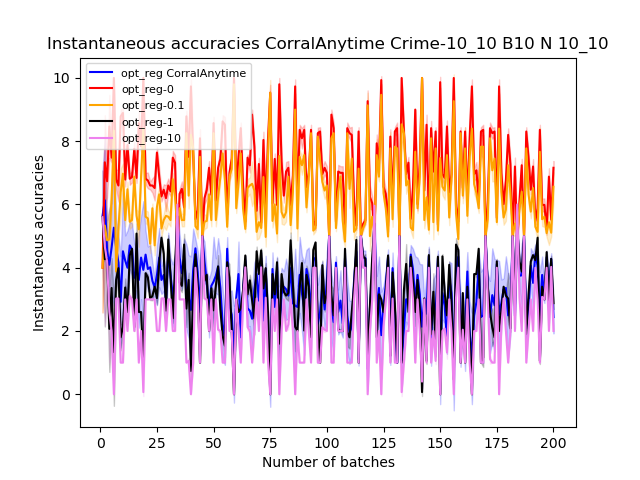 Instantaneous accuracies CorralAnytime Crime-10_10 B10 N 10_10
opt_reg CorralAnytime
opt_reg-0
opt_reg-0.1
opt_reg-1
opt_reg-10
Instantaneous accuracies
10
8
6
4
2
0
0 25 50 75 100 125 150 175 200
Number of batches